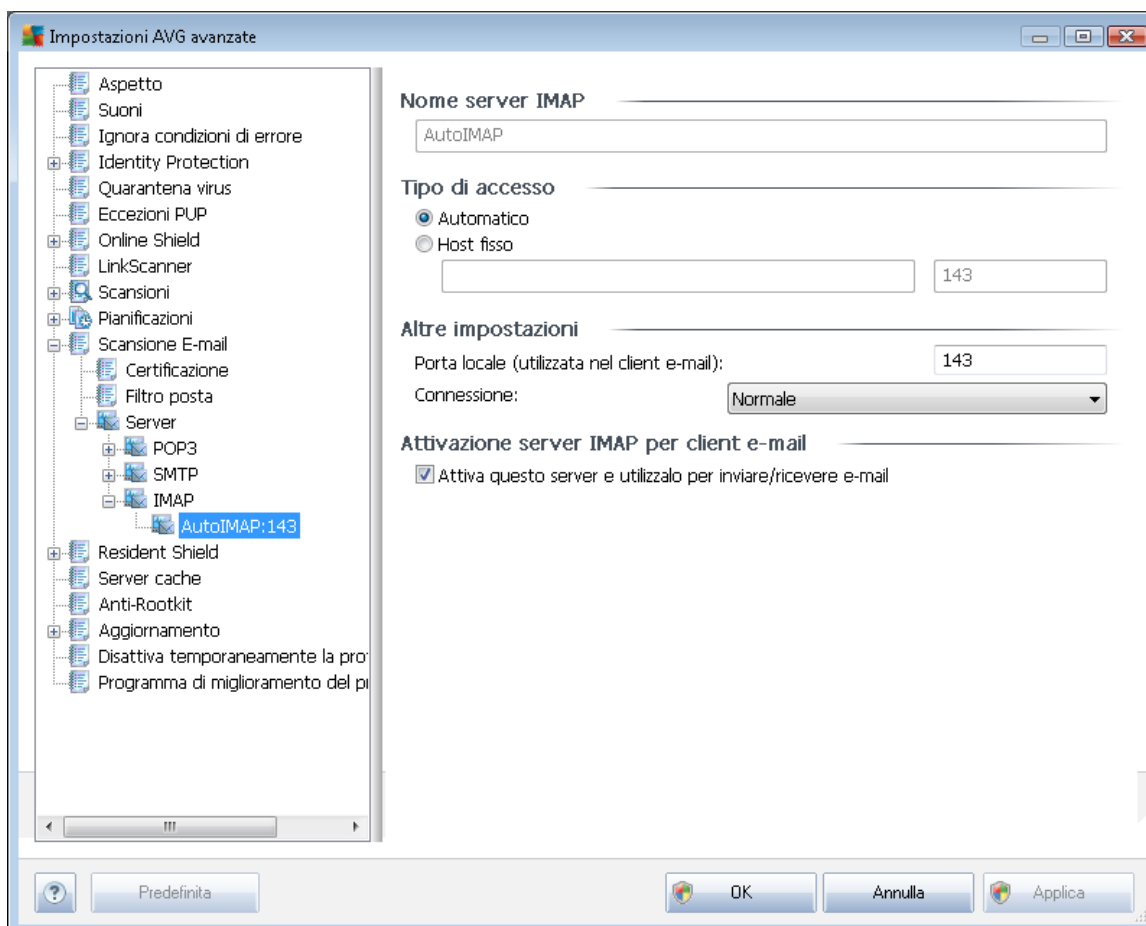 Impostazioni AVG avanzate
Aspetto
Suoni
Ignora condizioni di errore
Identity Protection
Quarantena virus
Eccezioni PUP
Online Shield
LinkScanner
Scansioni
Pianificazioni
Scansione E-mail
Certificazione
Filtro posta
Server
POP3
SMTP
IMAP
AutoIMAP:143
Resident Shield
Server cache
Anti-Rootkit
Aggiornamento
Disattiva temporaneamente la pro
Programma di miglioramento del p
Nome server IMAP
AutoIMAP
Tipo di accesso
Automatico
Host fisso
143
Altre impostazioni
Porta locale (utilizzata nel client e-mail): 143
Connessione: Normale
Attivazione server IMAP per client e-mail
Attiva questo server e utilizzalo per inviare/ricevere e-mail
? Predefinita OK Annulla Applica